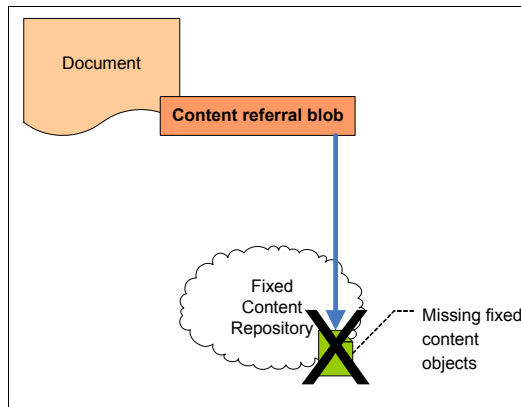 Document
Content referral blob
Fixed
Content
Repository
Missing fixed
content
objects